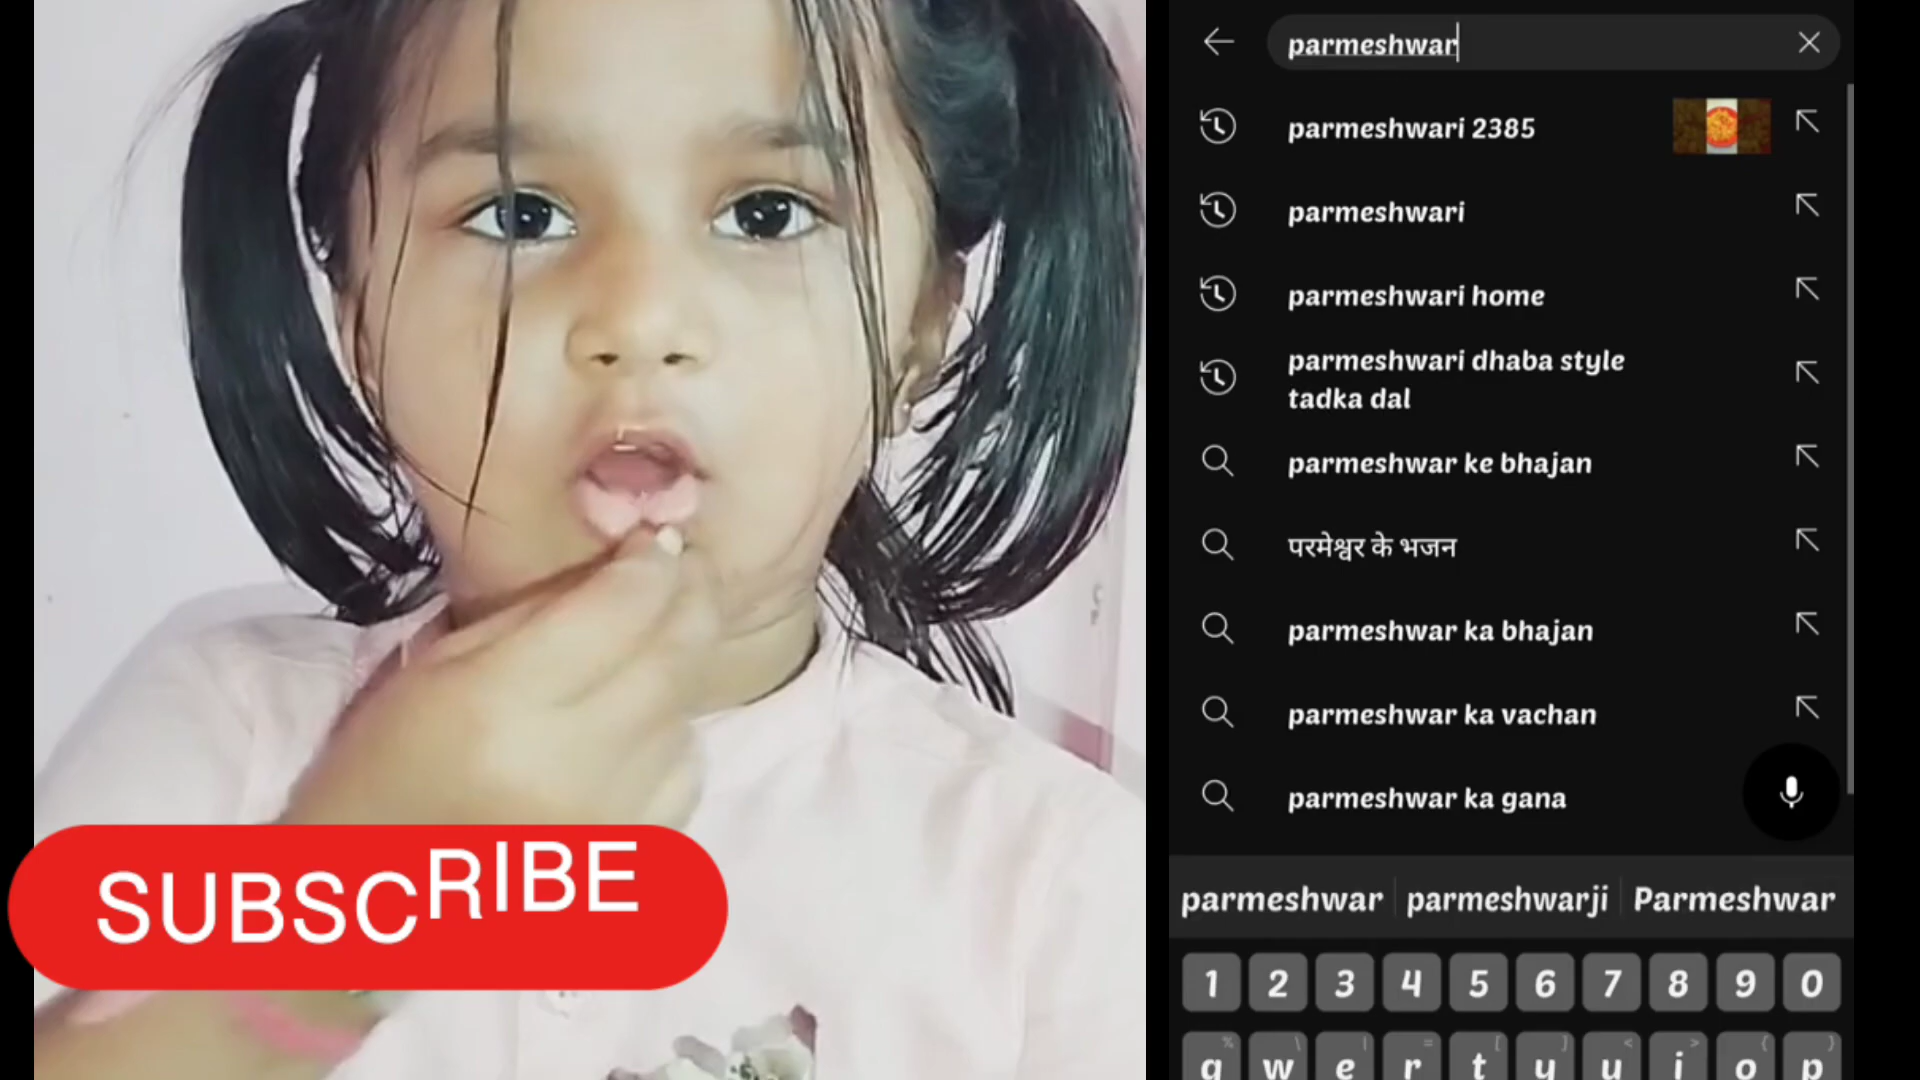 SUBSCRIBE
parmeshwar
parmeshwari 2385
parmeshwari
parmeshwari home
parmeshwari dhaba style
tadka dal
parmeshwar ke bhajan
परमेश्वर के भजन
parmeshwar ka bhajan
parmeshwar ka vachan
parmeshwar ka gana
parmeshwar parmeshwarji Parmeshwar
1 2 3 4 5 6 7 8 9 0
q w e r t y u i o p